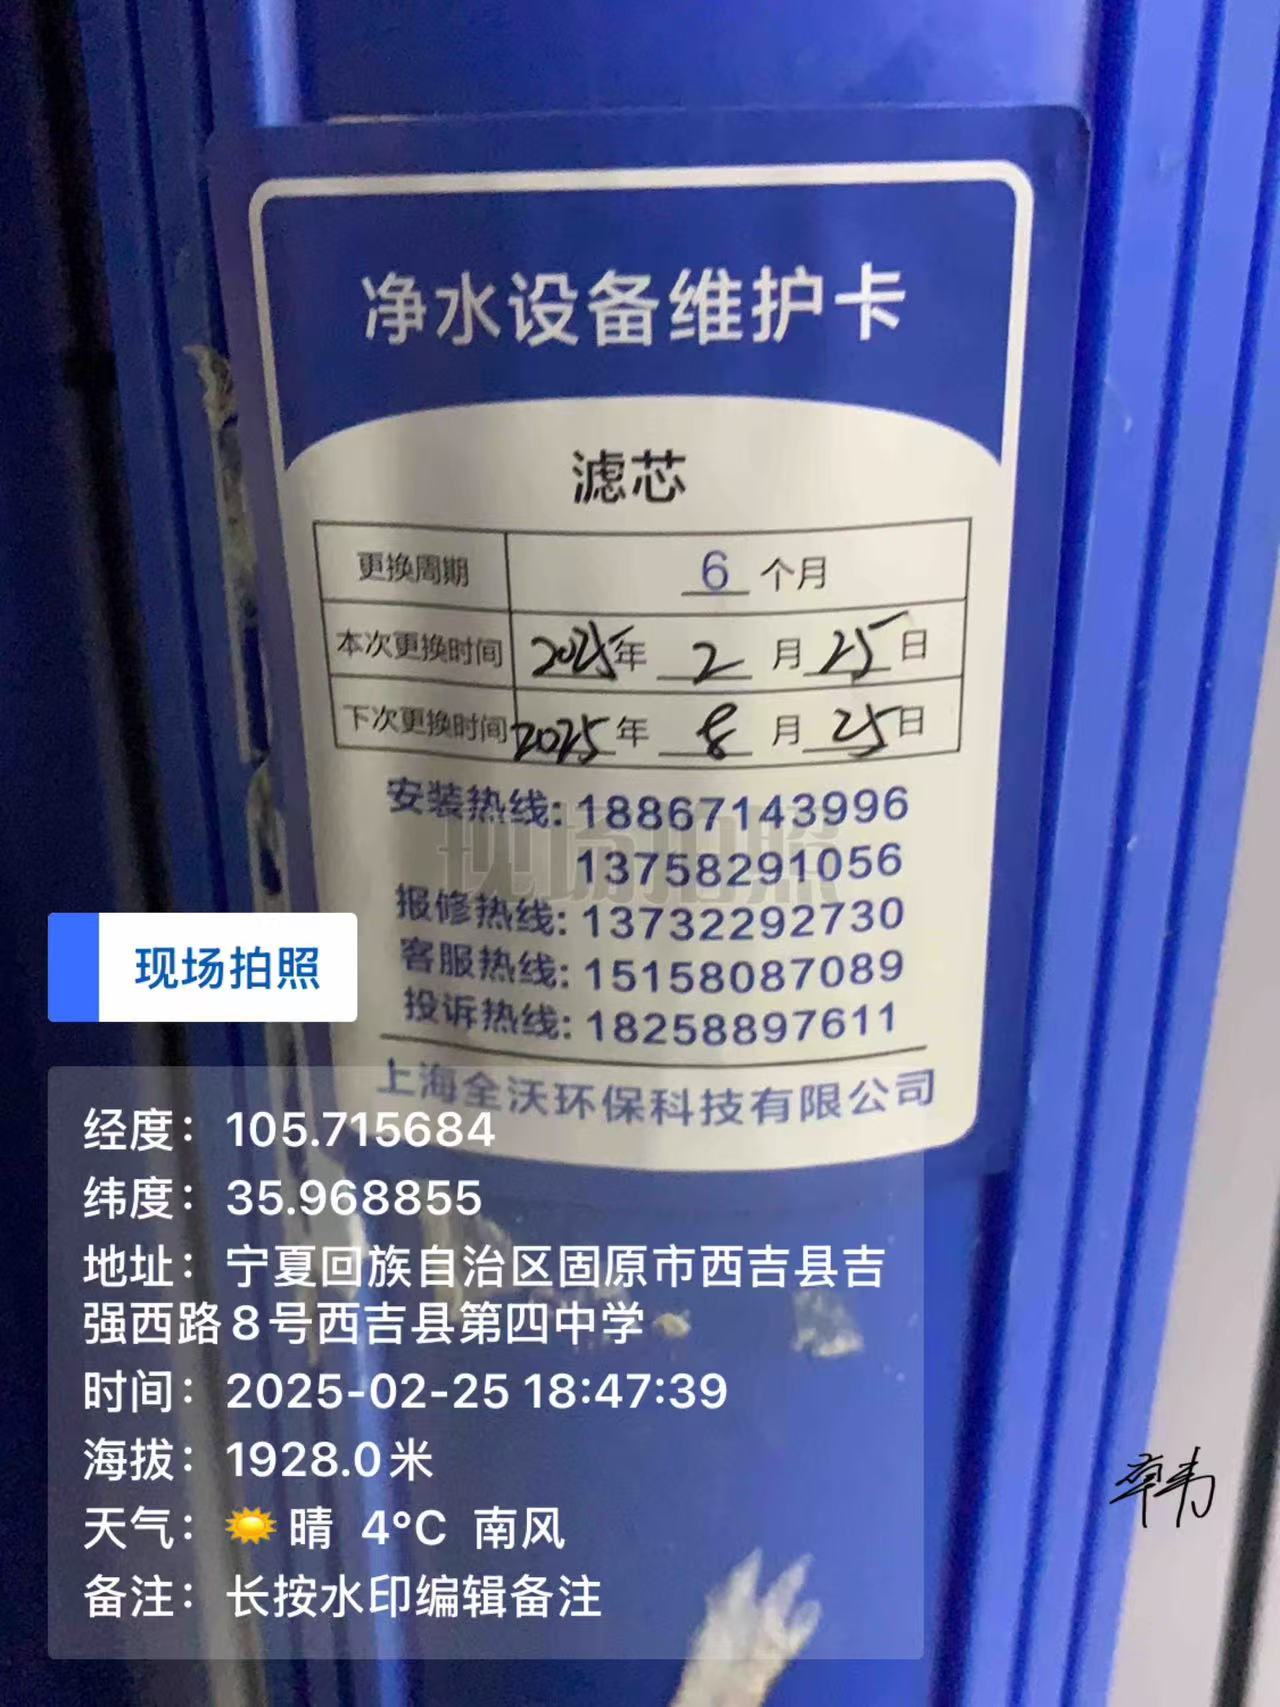 净水设备维护卡
滤芯
更换周期 6 个月
本次更换时间 2025年 2 月 25 日
下次更换时间 2025 年 8 月 25 日
安装热线: 18867143996
13758291056
报修热线: 13732292730
客服热线: 15158087089
投诉热线: 18258897611
上海全沃环保科技有限公司
现场拍照
现场拍照
经度：105.715684
纬度：35.968855
地址：宁夏回族自治区固原市西吉县吉
强西路8号西吉县第四中学
时间：2025-02-25 18:47:39
海拔：1928.0米
天气：☀️ 晴 4°C 南风
备注：长按水印编辑备注
韩